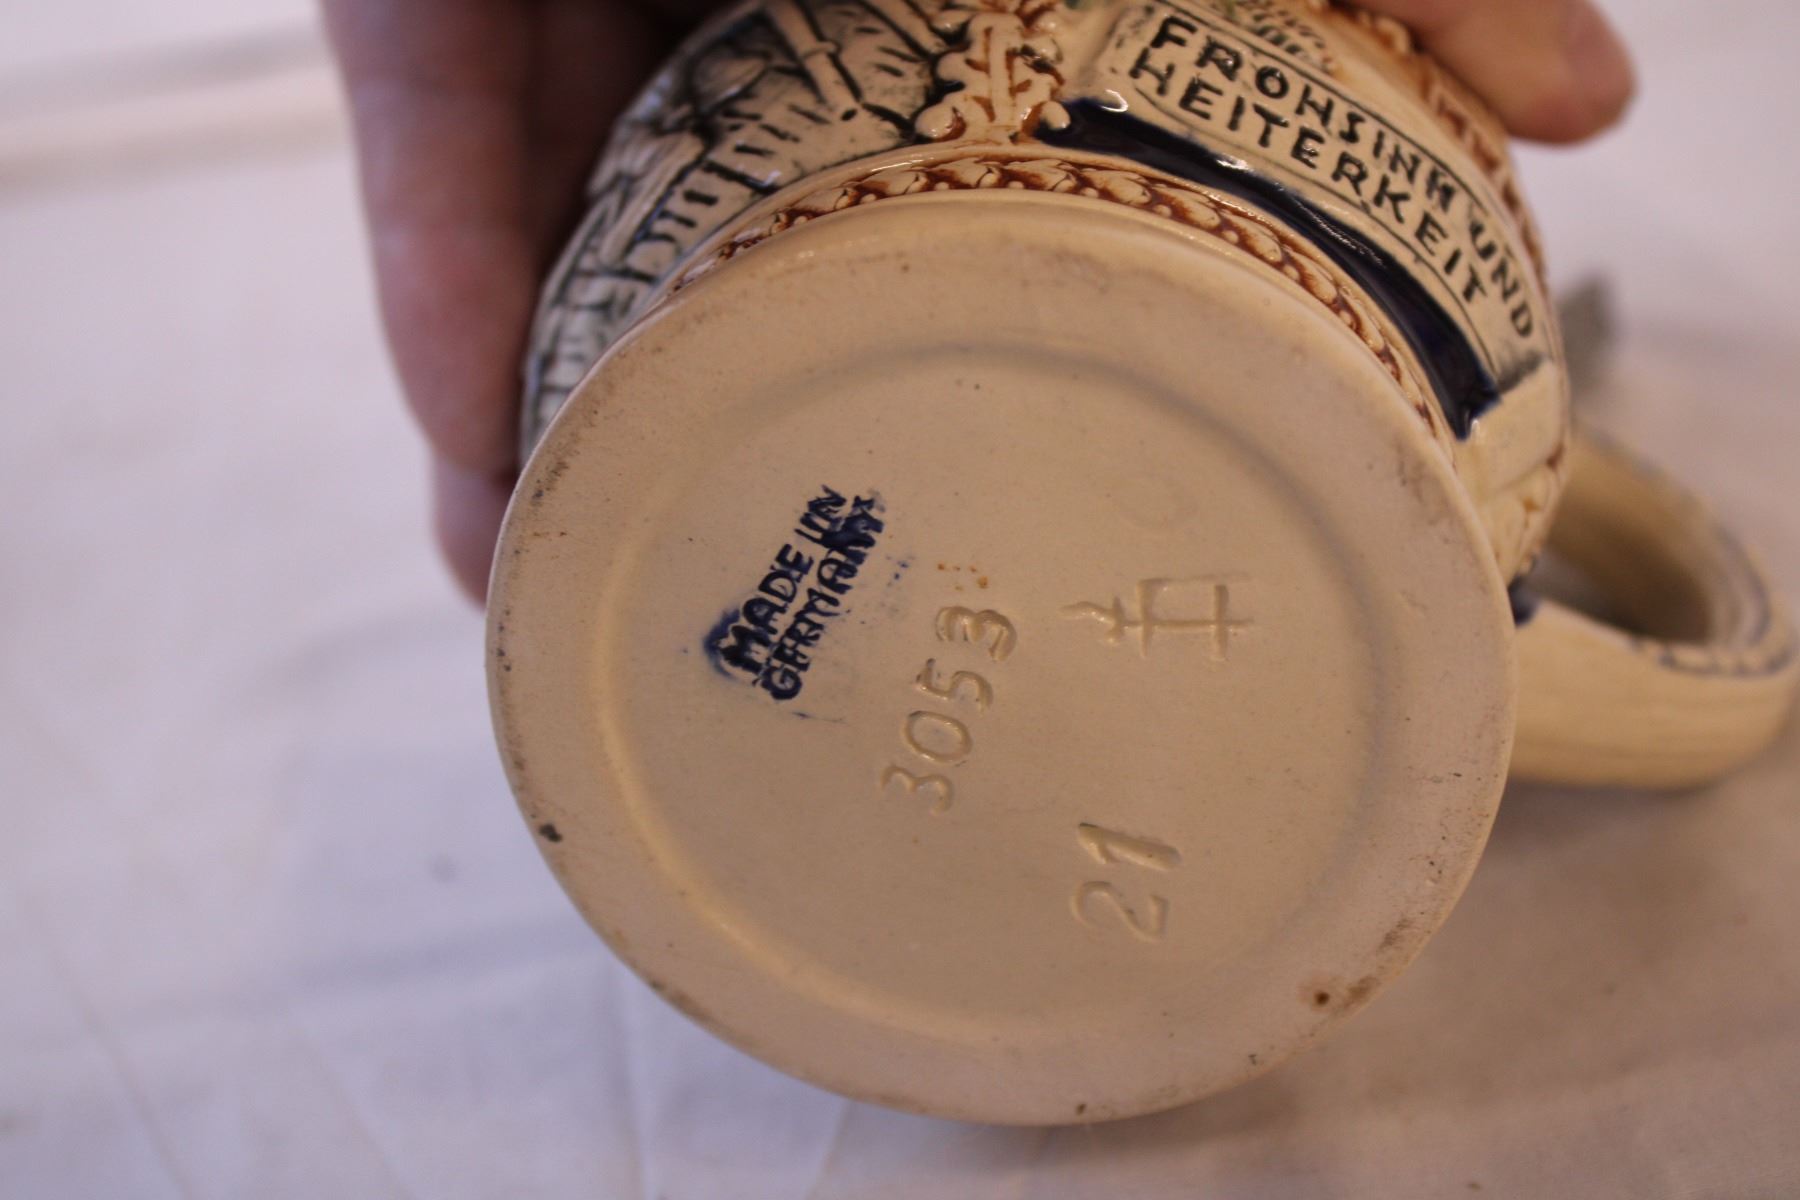 FROHSINN UND
HEITERKEIT
MADE IN
GERMANY
3053
21